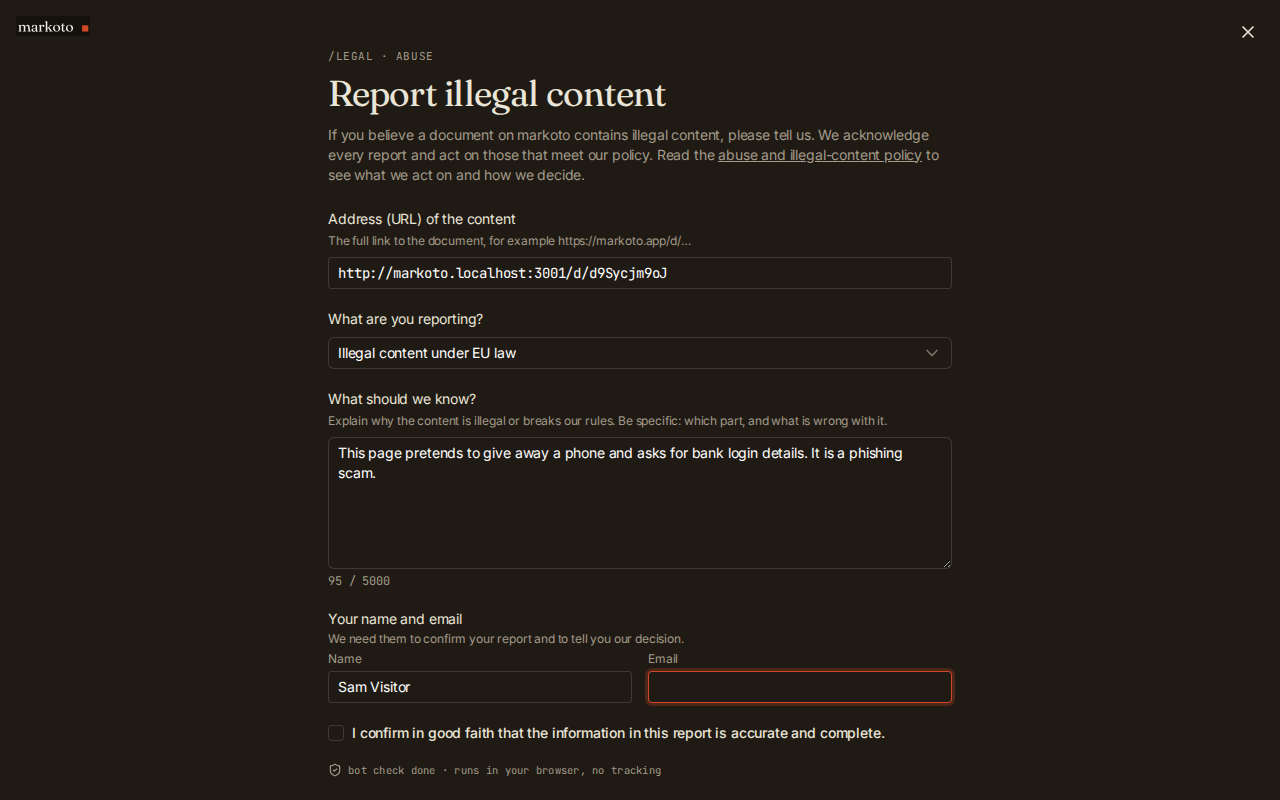 markoto
/LEGAL · ABUSE
Report illegal content
If you believe a document on markoto contains illegal content, please tell us. We acknowledge
every report and act on those that meet our policy. Read the abuse and illegal-content policy to
see what we act on and how we decide.
Address (URL) of the content
The full link to the document, for example https://markoto.app/d/...
http://markoto.localhost:3001/d/d9Sycjm9oJ
What are you reporting?
Illegal content under EU law
What should we know?
Explain why the content is illegal or breaks our rules. Be specific: which part, and what is wrong with it.
This page pretends to give away a phone and asks for bank login details. It is a phishing
scam.
95 / 5000
Your name and email
We need them to confirm your report and to tell you our decision.
Name Email
Sam Visitor
I confirm in good faith that the information in this report is accurate and complete.
bot check done · runs in your browser, no tracking